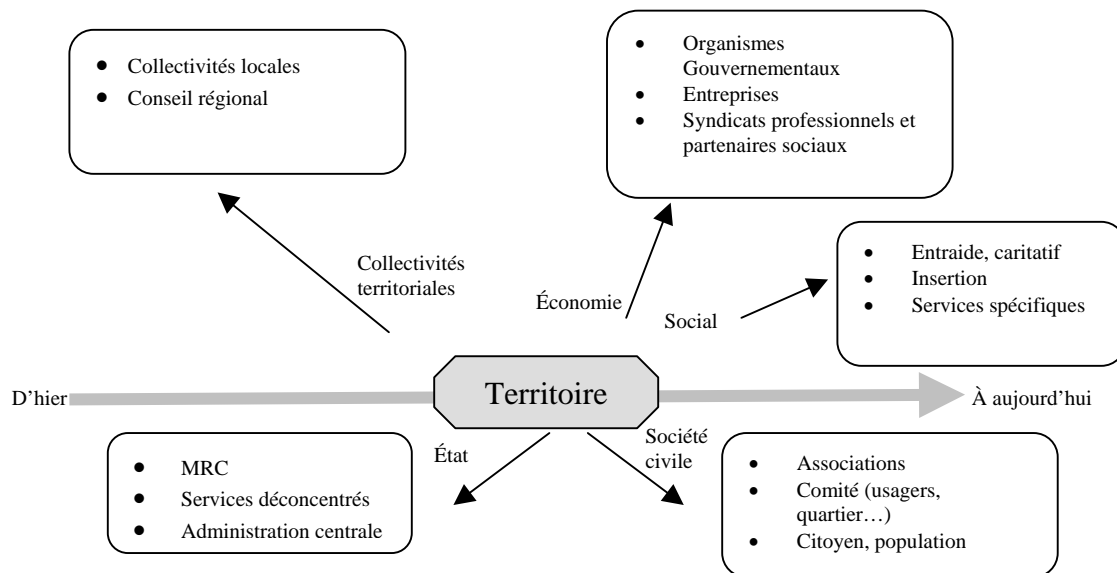 • Collectivités locales
• Conseil régional
• Organismes
Gouvernementaux
• Entreprises
• Syndicats professionnels et
partenaires sociaux
Collectivités
territoriales
Économie
Social
• Entraide, caritatif
• Insertion
• Services spécifiques
D’hier
Territoire
À aujourd’hui
État
Société
civile
• MRC
• Services déconcentrés
• Administration centrale
• Associations
• Comité (usagers,
quartier…)
• Citoyen, population